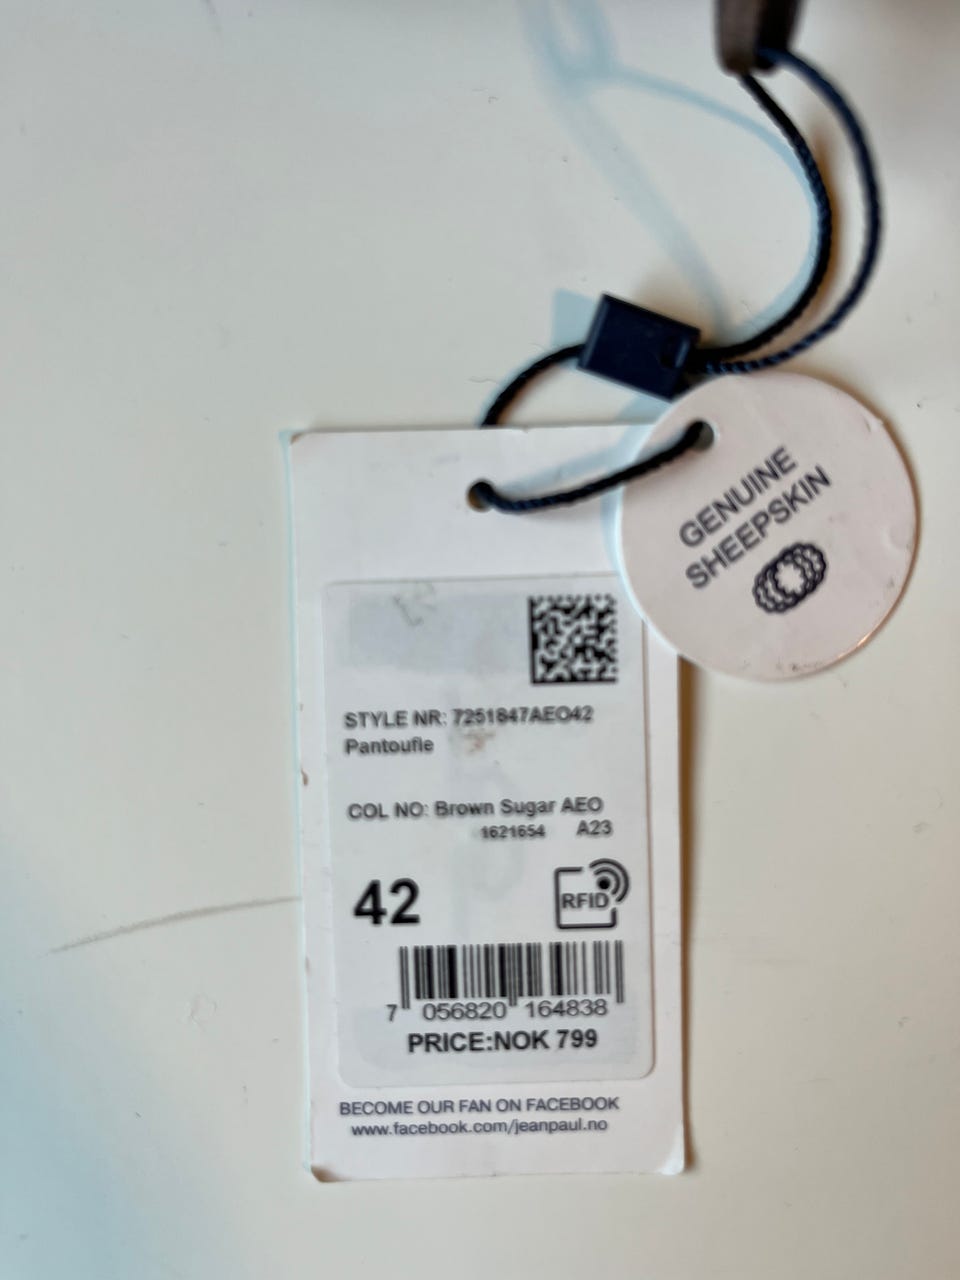 GENUINE
SHEEPSKIN
STYLE NR: 7251847AEO42
Pantoufle
COL NO: Brown Sugar AEO
1621654 A23
42
RFID
7 056820 164838
PRICE:NOK 799
BECOME OUR FAN ON FACEBOOK
www.facebook.com/jeanpaul.no